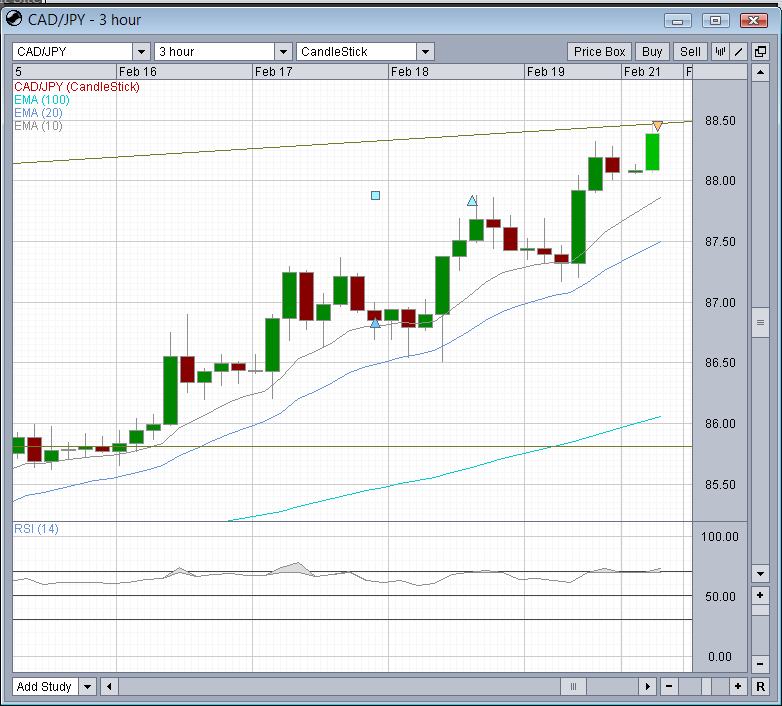 CAD/JPY - 3 hour
CAD/JPY 3 hour CandleStick Price Box Buy Sell
5 Feb 16 Feb 17 Feb 18 Feb 19 Feb 21 F
CAD/JPY (CandleStick)
EMA (100)
EMA (20)
EMA (10)
88.50
88.00
87.50
87.00
86.50
86.00
85.50
RSI (14)
100.00
50.00
0.00
Add Study R